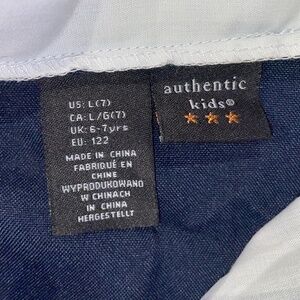 US: L(7)
CA: L/G(7)
UK: 6-7yrs
EU: 122
MADE IN CHINA
FABRIQUÉ EN
CHINE
WYPRODUKOWANO
W CHINACH
IN CHINA
HERGESTELLT
authentic
kids®